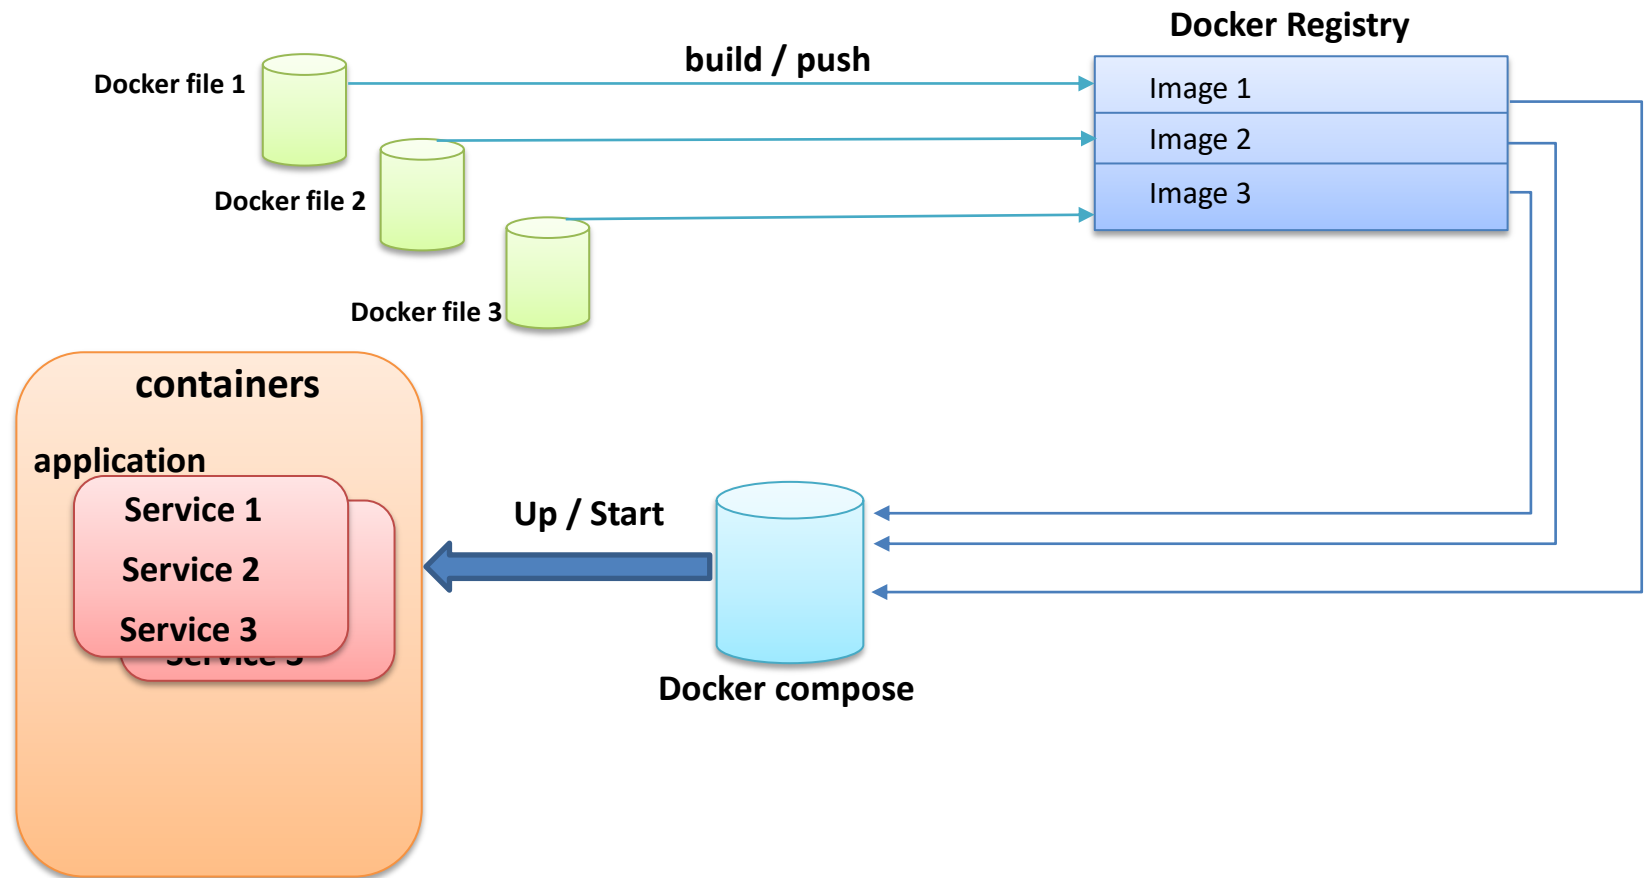 Docker Registry
build / push
Docker file 1
Image 1
Image 2
Docker file 2
Image 3
Docker file 3
containers
application
Service 1
Up / Start
Service 2
Service 3
Docker compose